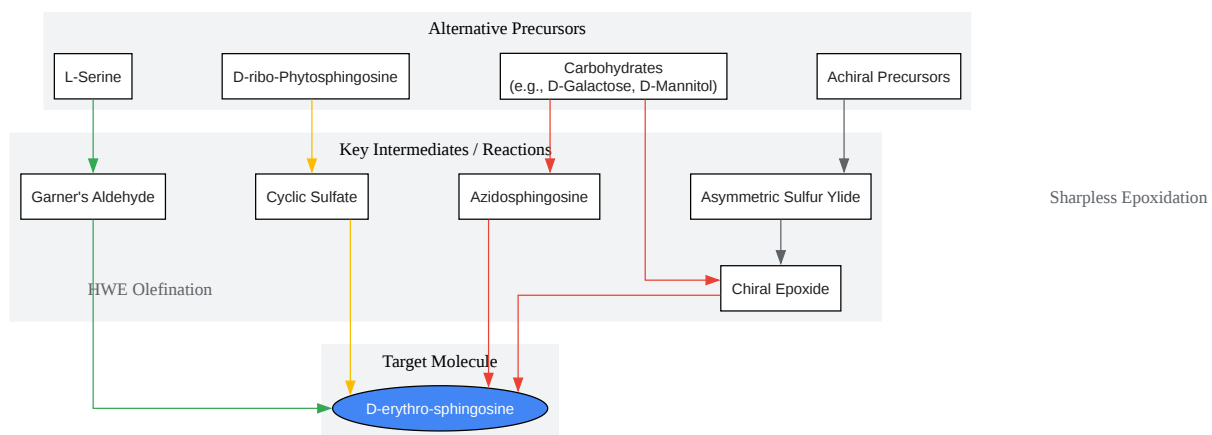 Alternative Precursors
L-Serine
D-ribo-Phytosphingosine
Carbohydrates
(e.g., D-Galactose, D-Mannitol)
Achiral Precursors
Key Intermediates / Reactions
Garner's Aldehyde
Cyclic Sulfate
Azidosphingosine
Asymmetric Sulfur Ylide
Sharpless Epoxidation
HWE Olefination
Chiral Epoxide
Target Molecule
D-erythro-sphingosine